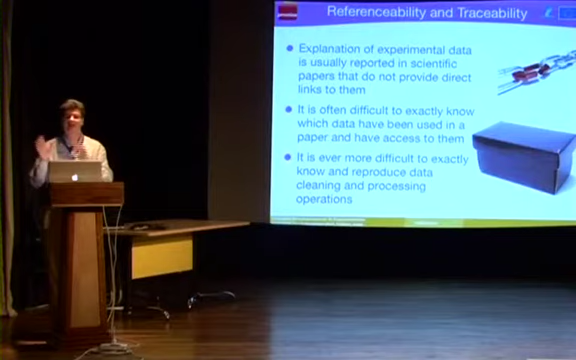 Referenceability and Traceability
Explanation of experimental data
is usually reported in scientific
papers that do not provide direct
links to them
It is often difficult to exactly know
which data have been used in a
paper and have access to them
It is ever more difficult to exactly
know and reproduce data
cleaning and processing
operations